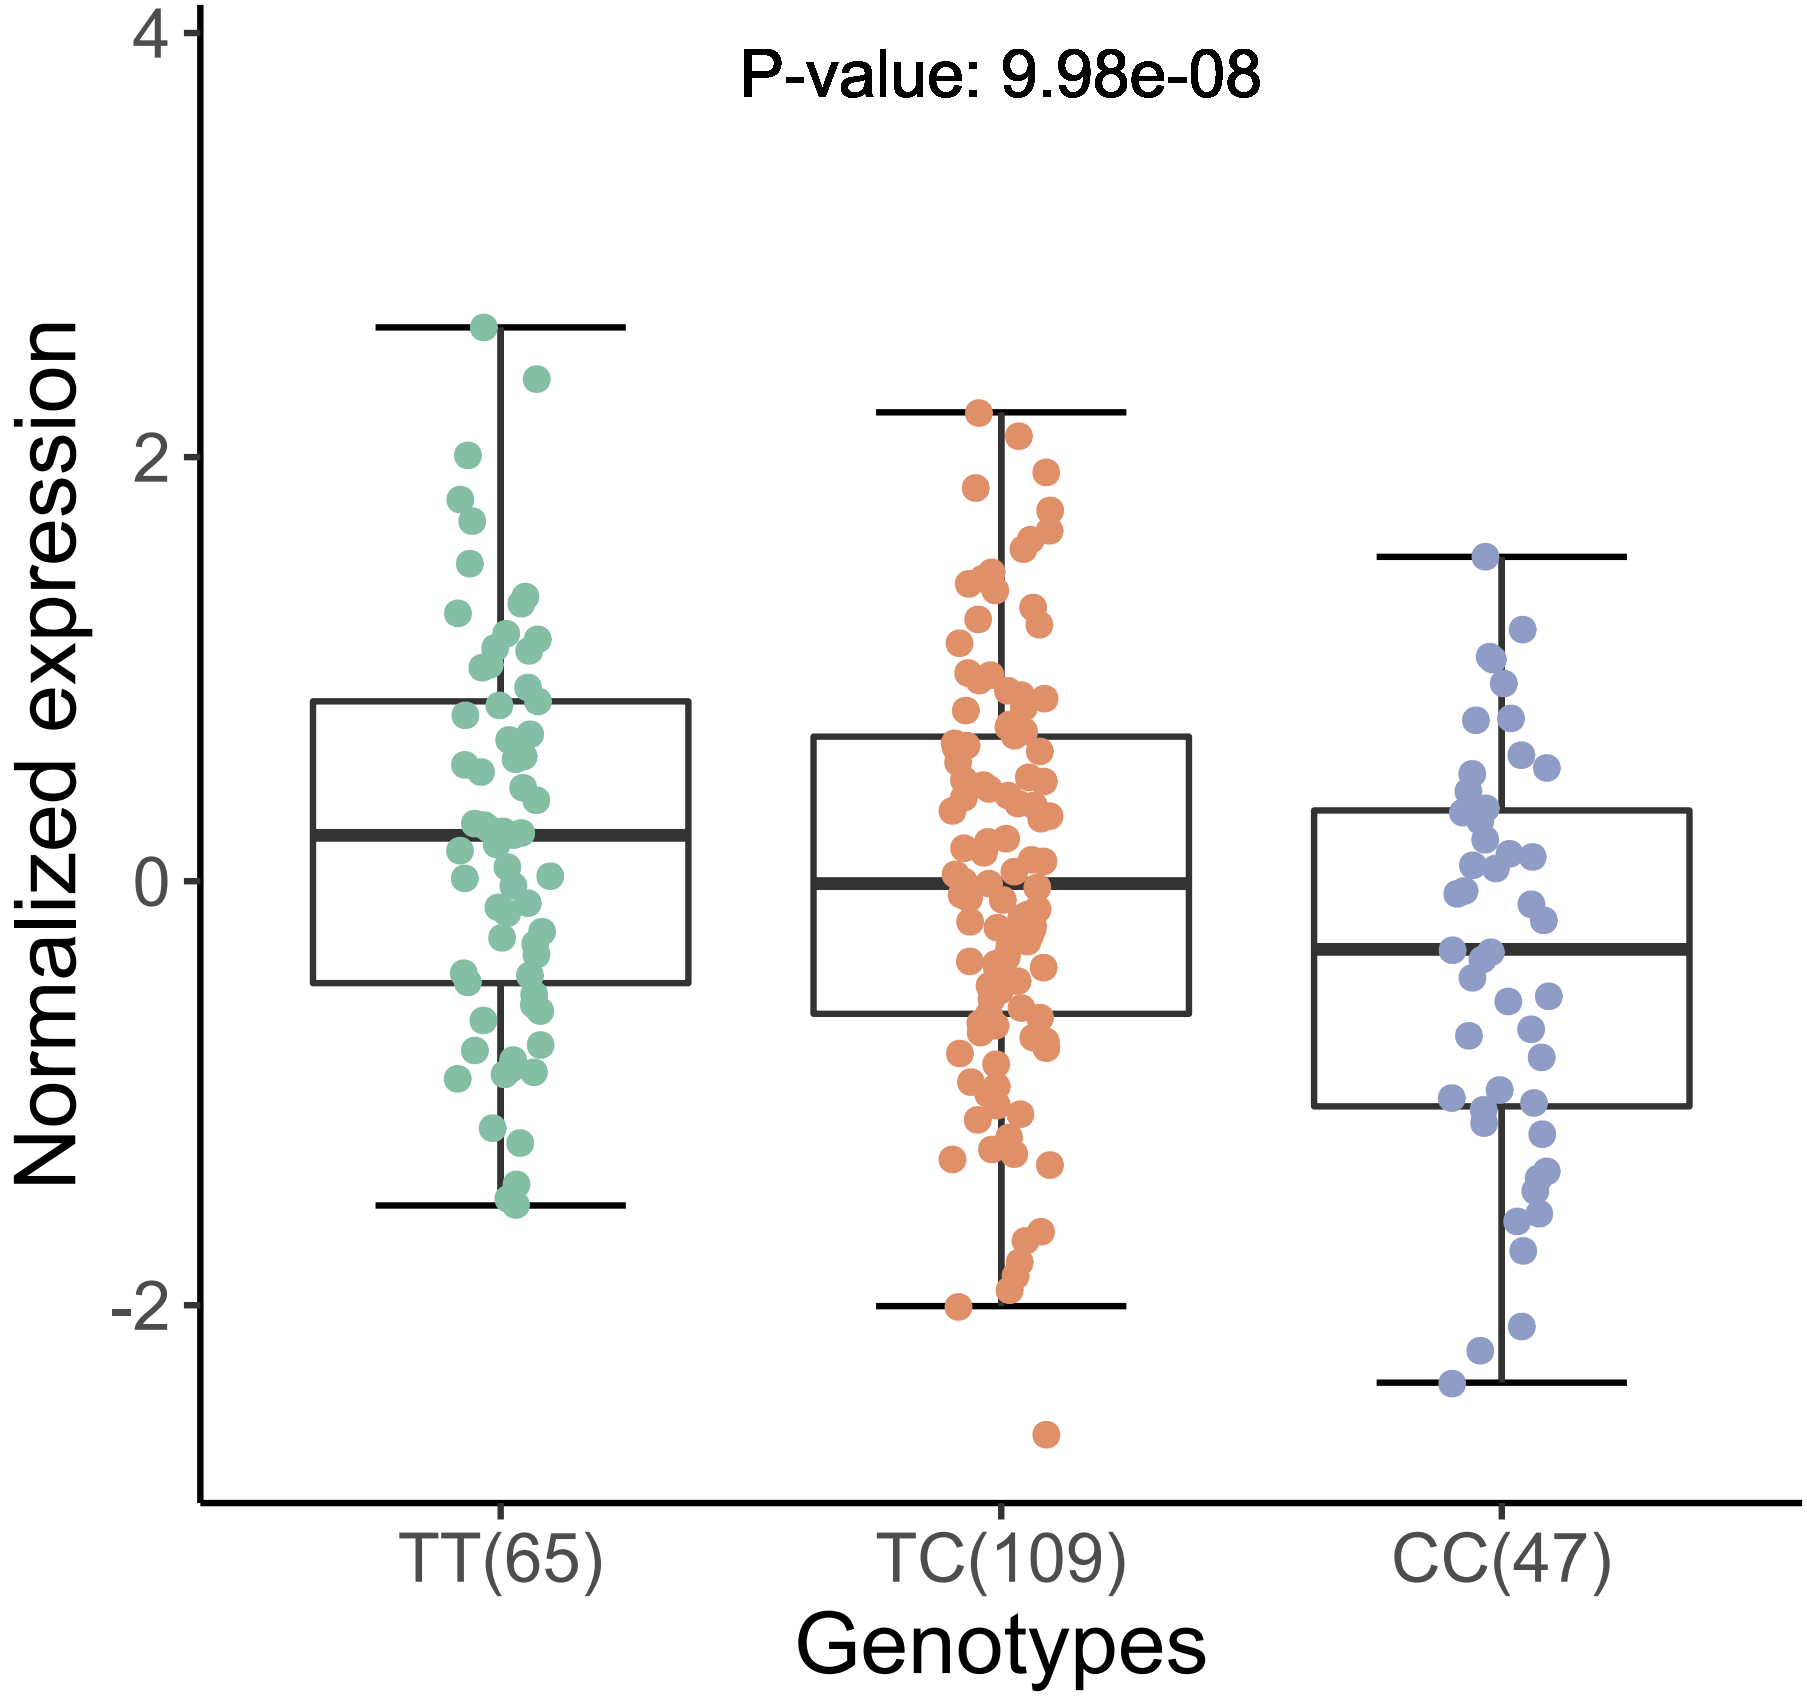 P-value: 9.98e-08
Normalized expression
4
2
0
-2
TT(65)
TC(109)
CC(47)
Genotypes